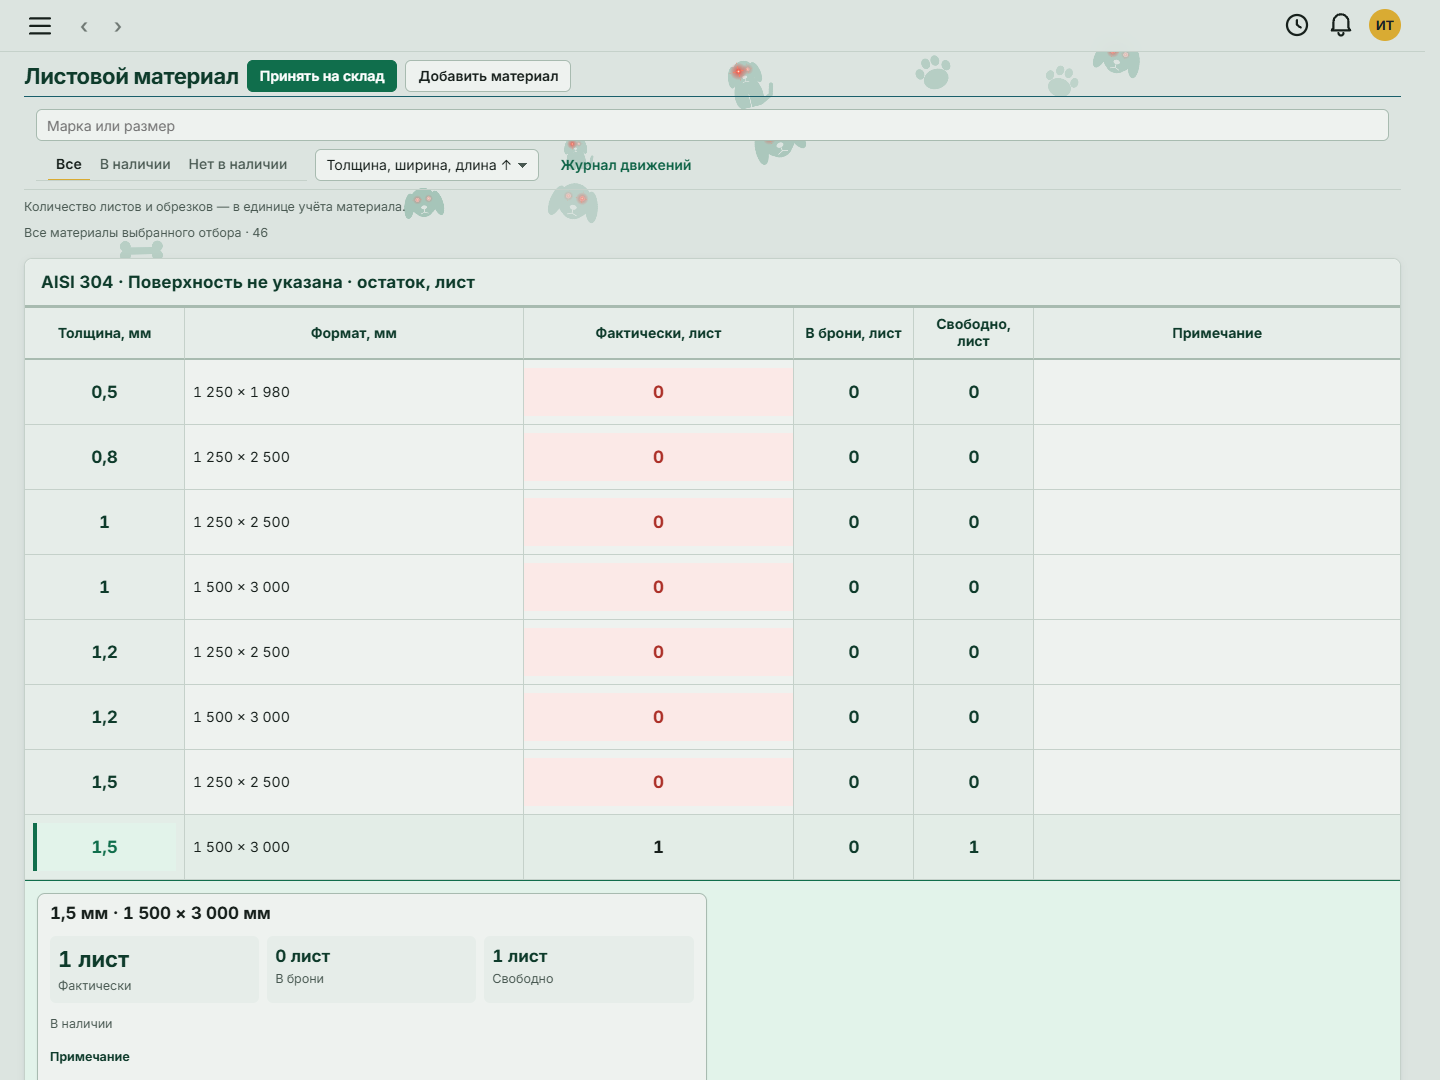 ИТ
Листовой материал
Принять на склад
Добавить материал
Марка или размер
Все
В наличии
Нет в наличии
Толщина, ширина, длина ↑
Журнал движений
Количество листов и обрезков — в единице учёта материала.
Все материалы выбранного отбора · 46
AISI 304 · Поверхность не указана · остаток, лист
Толщина, мм Формат, мм Фактически, лист В брони, лист Свободно, лист Примечание
0,5 1 250 × 1 980 0 0 0
0,8 1 250 × 2 500 0 0 0
1 1 250 × 2 500 0 0 0
1 1 500 × 3 000 0 0 0
1,2 1 250 × 2 500 0 0 0
1,2 1 500 × 3 000 0 0 0
1,5 1 250 × 2 500 0 0 0
1,5 1 500 × 3 000 1 0 1
1,5 мм · 1 500 × 3 000 мм
1 лист
Фактически
0 лист
В брони
1 лист
Свободно
В наличии
Примечание